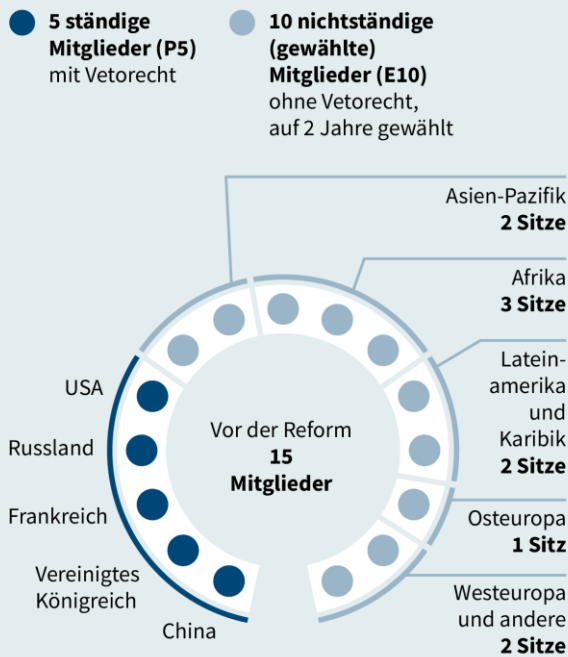 5 ständige
Mitglieder (P5)
mit Vetorecht
10 nichtständige
(gewählte)
Mitglieder (E10)
ohne Vetorecht,
auf 2 Jahre gewählt
Asien-Pazifik
2 Sitze
Afrika
3 Sitze
Latein-
amerika
und
Karibik
2 Sitze
Osteuropa
1 Sitz
Westeuropa
und andere
2 Sitze
USA
Russland
Frankreich
Vereinigtes
Königreich
China
Vor der Reform
15
Mitglieder